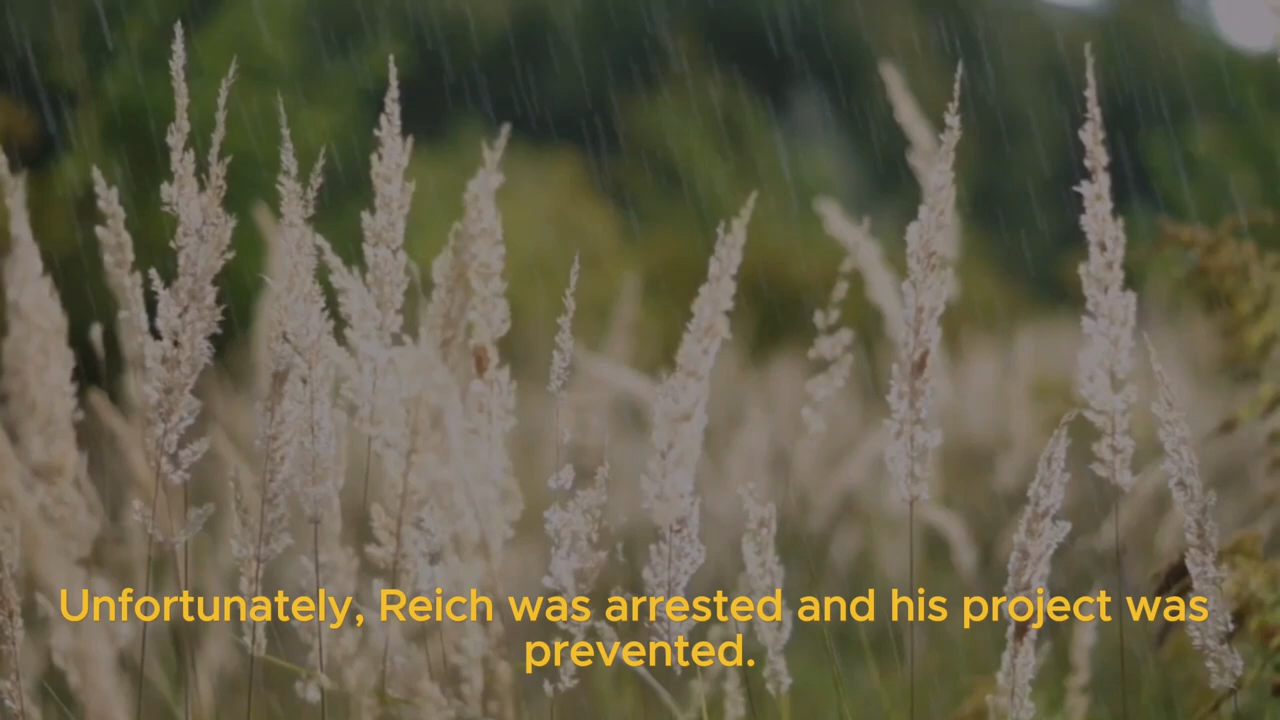 Unfortunately, Reich was arrested and his project was
prevented.